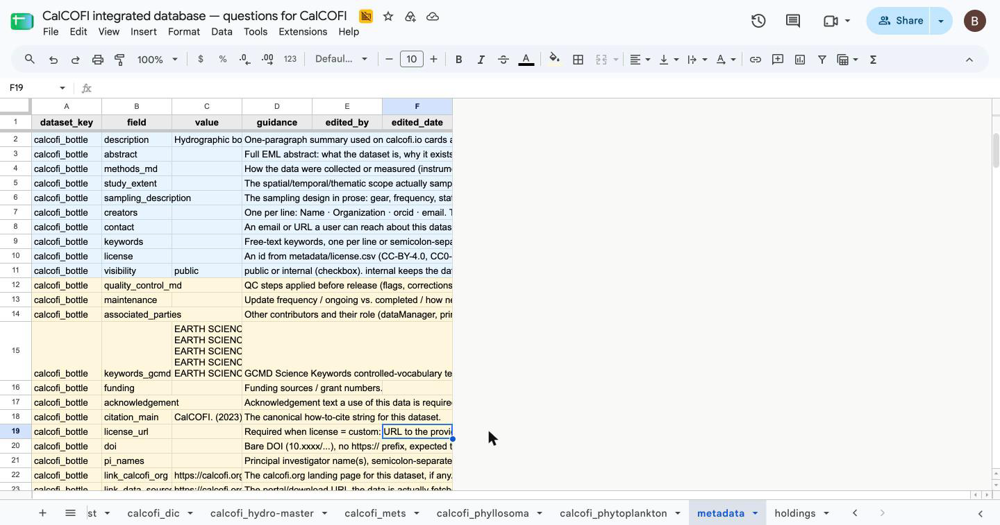 CalCOFI integrated database — questions for CalCOFI
File Edit View Insert Format Data Tools Extensions Help
Share
B
100% $ % .0 .00 123 Defaul... 10 B I A
F19
A B C D E F
1 dataset_key field value guidance edited_by edited_date
2 calcofi_bottle description Hydrographic bo One-paragraph summary used on calcofi.io cards a
3 calcofi_bottle abstract Full EML abstract: what the dataset is, why it exists
4 calcofi_bottle methods_md How the data were collected or measured (instrum
5 calcofi_bottle study_extent The spatial/temporal/thematic scope actually samp
6 calcofi_bottle sampling_description The sampling design in prose: gear, frequency, stat
7 calcofi_bottle creators One per line: Name · Organization · orcid · email. T
8 calcofi_bottle contact An email or URL a user can reach about this datas
9 calcofi_bottle keywords Free-text keywords, one per line or semicolon-sepa
10 calcofi_bottle license An id from metadata/license.csv (CC-BY-4.0, CC0-
11 calcofi_bottle visibility public public or internal (checkbox). internal keeps the dat
12 calcofi_bottle quality_control_md QC steps applied before release (flags, corrections
13 calcofi_bottle maintenance Update frequency / ongoing vs. completed / how ne
14 calcofi_bottle associated_parties Other contributors and their role (dataManager, prin
EARTH SCIENC
EARTH SCIENC
EARTH SCIENC
EARTH SCIENC
15 calcofi_bottle keywords_gcmd EARTH SCIENC GCMD Science Keywords controlled-vocabulary te
16 calcofi_bottle funding Funding sources / grant numbers.
17 calcofi_bottle acknowledgement Acknowledgement text a use of this data is require
18 calcofi_bottle citation_main CalCOFI. (2023) The canonical how-to-cite string for this dataset.
19 calcofi_bottle license_url Required when license = custom: URL to the provi
20 calcofi_bottle doi Bare DOI (10.xxxx/...), no https:// prefix, expected t
21 calcofi_bottle pi_names Principal investigator name(s), semicolon-separate
22 calcofi_bottle link_calcofi_org https://calcofi.org The calcofi.org landing page for this dataset, if any.
23 calcofi_bottle link_data_source https://calcofi.org The portal/download URL the data is actually fetch
st calcofi_dic calcofi_hydro-master calcofi_mets calcofi_phyllosoma calcofi_phytoplankton metadata holdings